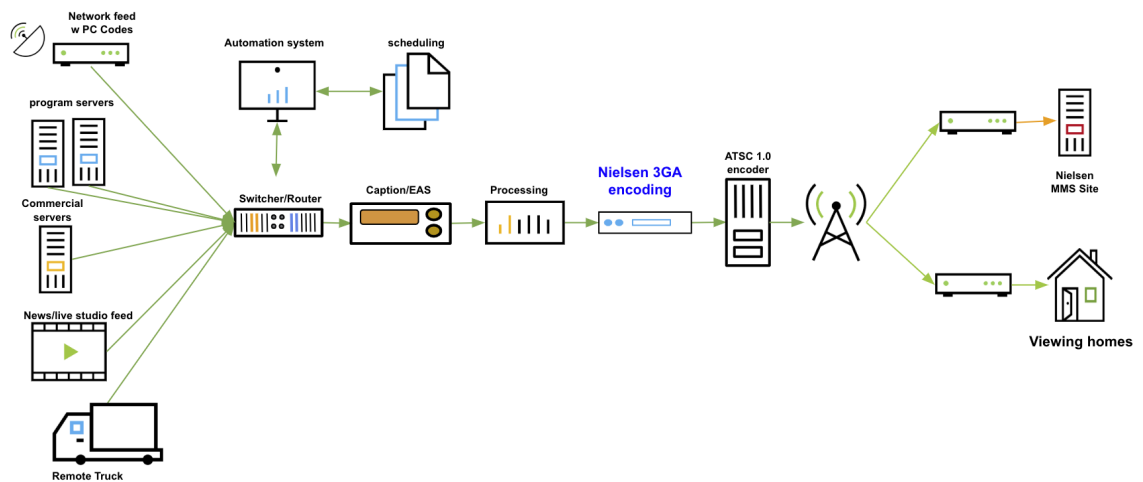 Network feed
w PC Codes
Automation system
scheduling
program servers
Commercial
servers
Switcher/Router
Caption/EAS
Processing
Nielsen 3GA
encoding
ATSC 1.0
encoder
Nielsen
MMS Site
News/live studio feed
Viewing homes
Remote Truck